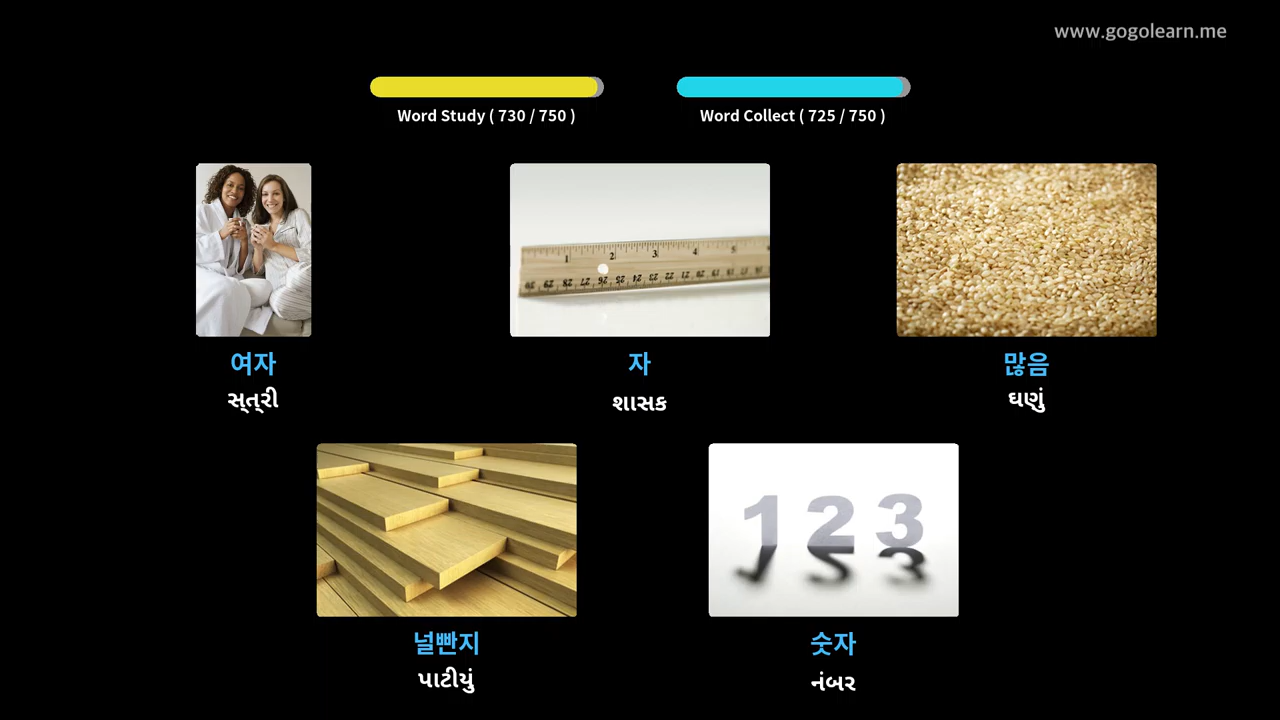 www.gogolearn.me
Word Study ( 730 / 750 )
Word Collect ( 725 / 750 )
여자
સ્ત્રી
자
શાસક
많음
ઘણું
널빤지
પાટીયું
숫자
નંબર